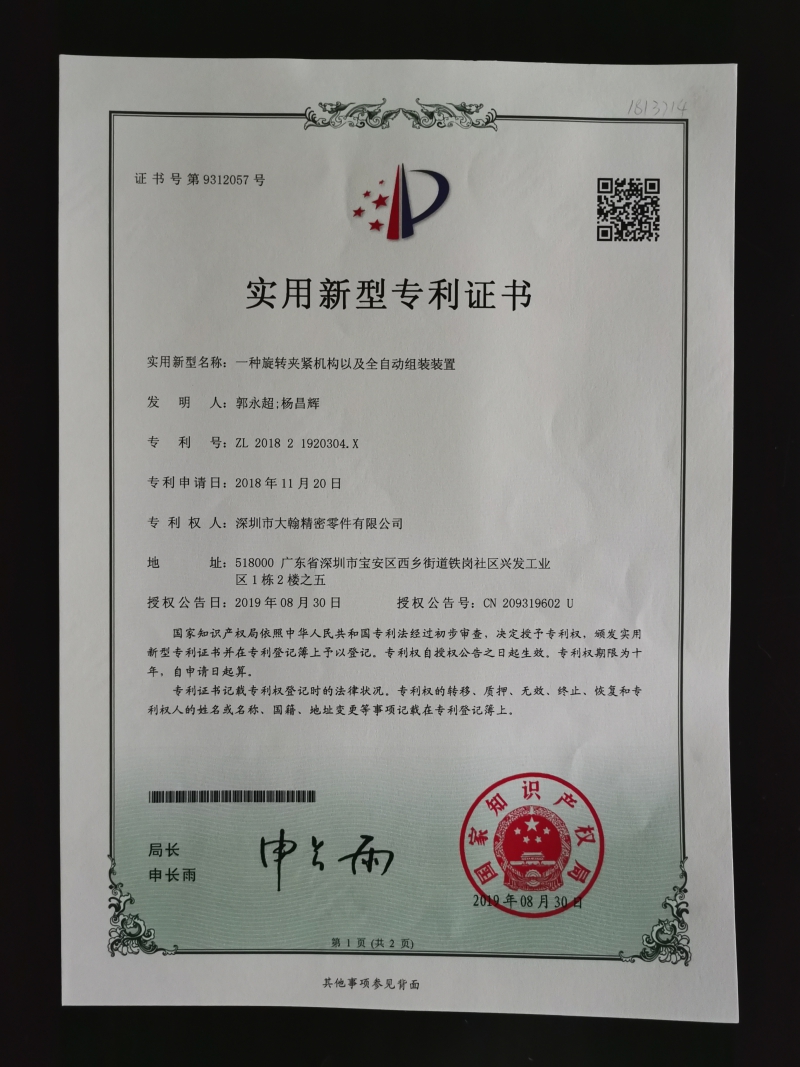 1813714
证书号第9312057号
实用新型专利证书
实用新型名称：一种旋转夹紧机构以及全自动组装装置
发明人：郭永超;杨昌辉
专利号：ZL 2018 2 1920304.X
专利申请日：2018年11月20日
专利权人：深圳市大翰精密零件有限公司
地址：518000 广东省深圳市宝安区西乡街道铁岗社区兴发工业
区1栋2楼之五
授权公告日：2019年08月30日 授权公告号：CN 209319602 U
国家知识产权局依照中华人民共和国专利法经过初步审查，决定授予专利权，颁发实用
新型专利证书并在专利登记簿上予以登记。专利权自授权公告之日起生效。专利权期限为十
年，自申请日起算。
专利证书记载专利权登记时的法律状况。专利权的转移、质押、无效、终止、恢复和专
利权人的姓名或名称、国籍、地址变更等事项记载在专利登记簿上。
局长
申长雨
申长雨
国家知识产权局
2019年08月30日
第1页(共2页)
其他事项参见背面